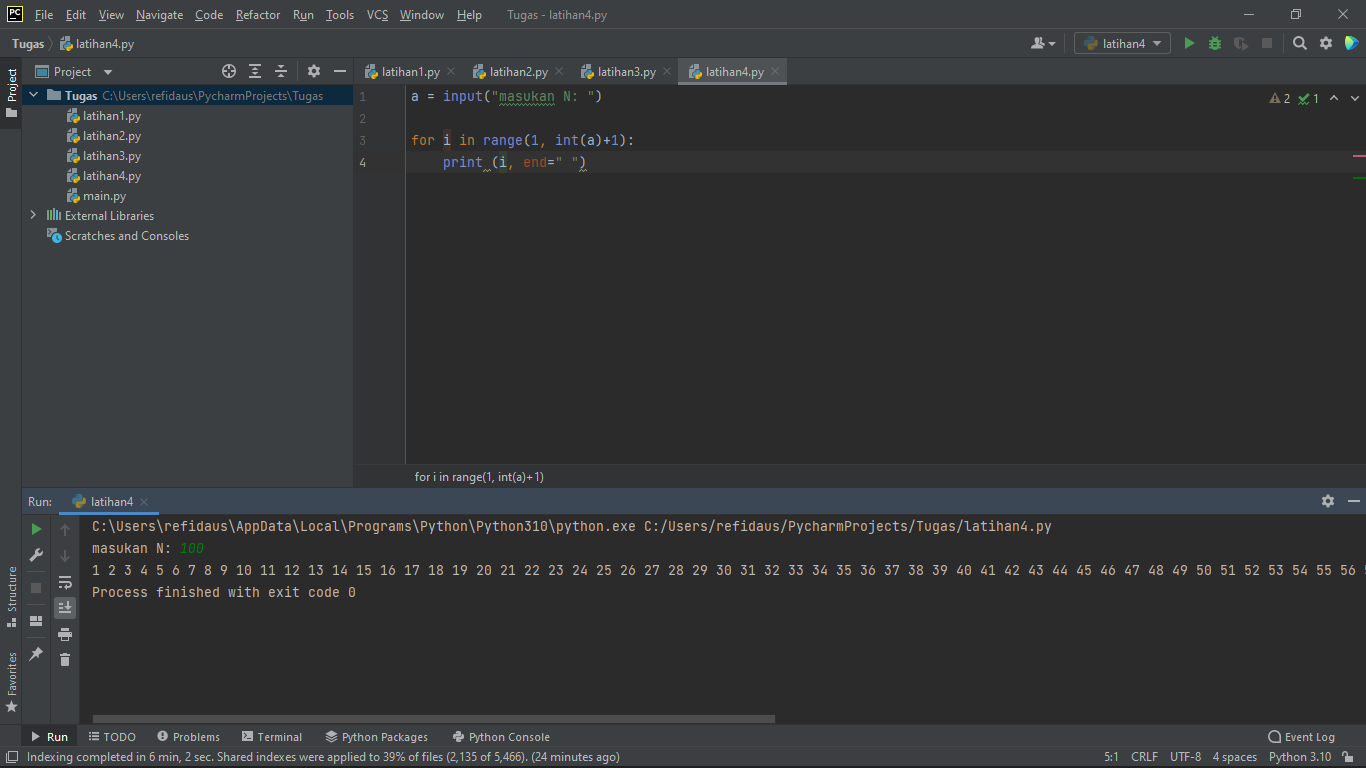 PC File Edit View Navigate Code Refactor Run Tools VCS Window Help Tugas - latihan4.py
Tugas latihan4.py latihan4
Project
Project
latihan1.py latihan2.py latihan3.py latihan4.py
Tugas C:\Users\refidaus\PycharmProjects\Tugas
latihan1.py
latihan2.py
latihan3.py
latihan4.py
main.py
External Libraries
Scratches and Consoles
1 a = input("masukan N: ")
2
3 for i in range(1, int(a)+1):
4 print (i, end=" ")
2 1
for i in range(1, int(a)+1)
Run: latihan4
C:\Users\refidaus\AppData\Local\Programs\Python\Python310\python.exe C:/Users/refidaus/PycharmProjects/Tugas/latihan4.py
masukan N: 100
1 2 3 4 5 6 7 8 9 10 11 12 13 14 15 16 17 18 19 20 21 22 23 24 25 26 27 28 29 30 31 32 33 34 35 36 37 38 39 40 41 42 43 44 45 46 47 48 49 50 51 52 53 54 55 56
Process finished with exit code 0
Structure
Favorites
Run TODO Problems Terminal Python Packages Python Console Event Log
Indexing completed in 6 min, 2 sec. Shared indexes were applied to 39% of files (2,135 of 5,466). (24 minutes ago) 5:1 CRLF UTF-8 4 spaces Python 3.10